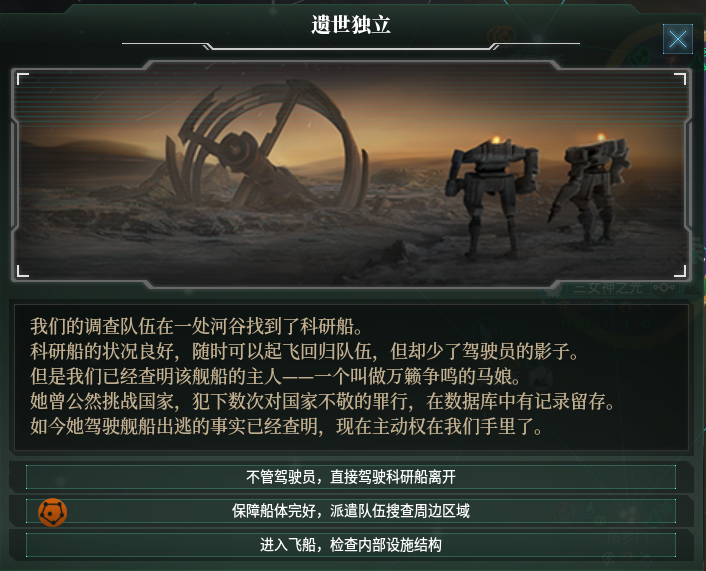 遗世独立
三女神之光
我们的调查队伍在一处河谷找到了科研船。
科研船的状况良好，随时可以起飞回归队伍，但却少了驾驶员的影子。
但是我们已经查明该舰船的主人——一个叫做万籁争鸣的马娘。
她曾公然挑战国家，犯下数次对国家不敬的罪行，在数据库中有记录留存。
如今她驾驶舰船出逃的事实已经查明，现在主动权在我们手里了。
不管驾驶员，直接驾驶科研船离开
保障船体完好，派遣队伍搜查周边区域
进入飞船，检查内部设施结构